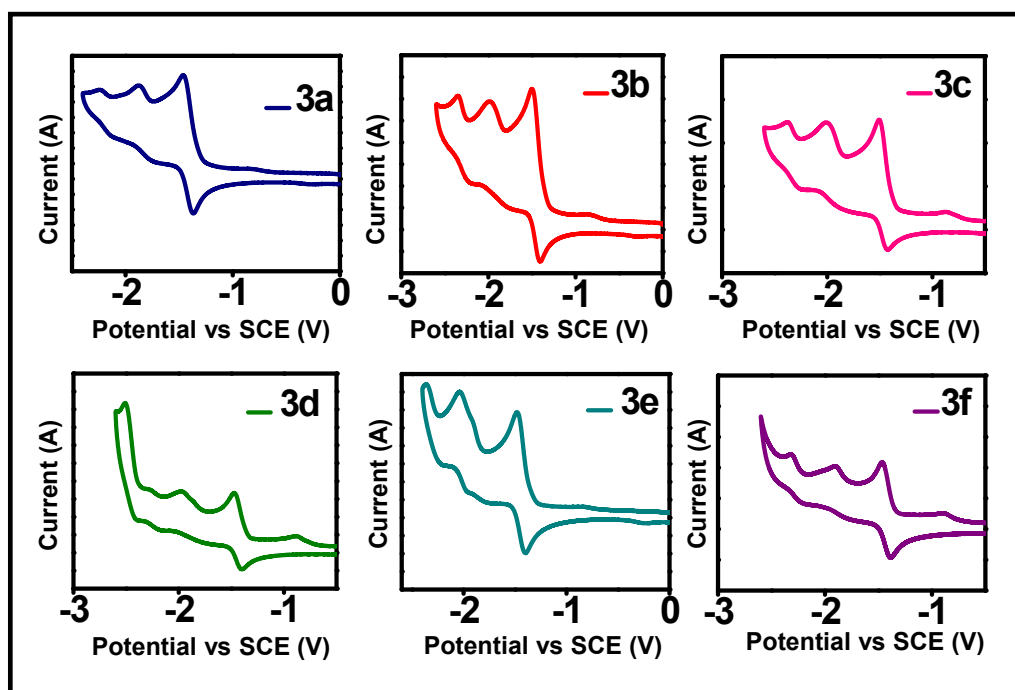 3a
Current (A)
-2 -1 0
Potential vs SCE (V)
3b
Current (A)
-3 -2 -1 0
Potential vs SCE (V)
3c
Current (A)
-3 -2 -1
Potential vs SCE (V)
3d
Current (A)
-3 -2 -1
Potential vs SCE (V)
3e
Current (A)
-2 -1 0
Potential vs SCE (V)
3f
Current (A)
-3 -2 -1
Potential vs SCE (V)